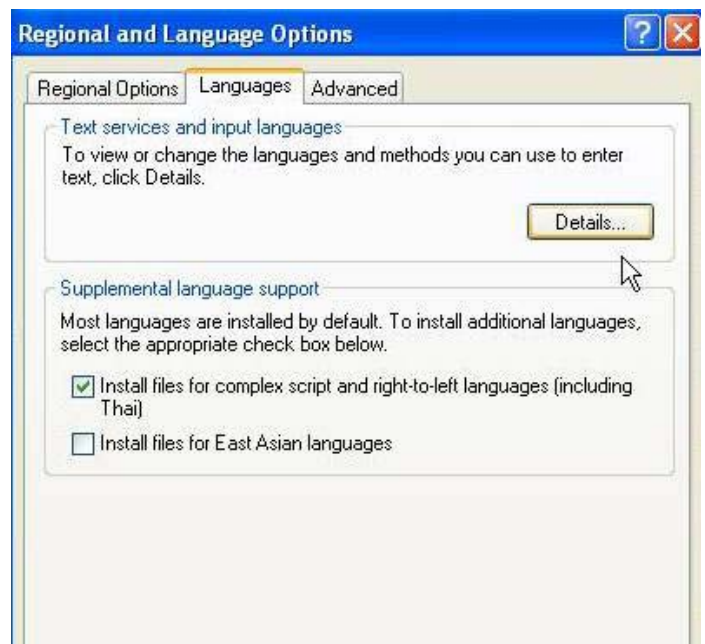 Regional and Language Options
Regional Options Languages Advanced
Text services and input languages
To view or change the languages and methods you can use to enter
text, click Details.
Details...
Supplemental language support
Most languages are installed by default. To install additional languages,
select the appropriate check box below.
Install files for complex script and right-to-left languages (including
Thai)
Install files for East Asian languages